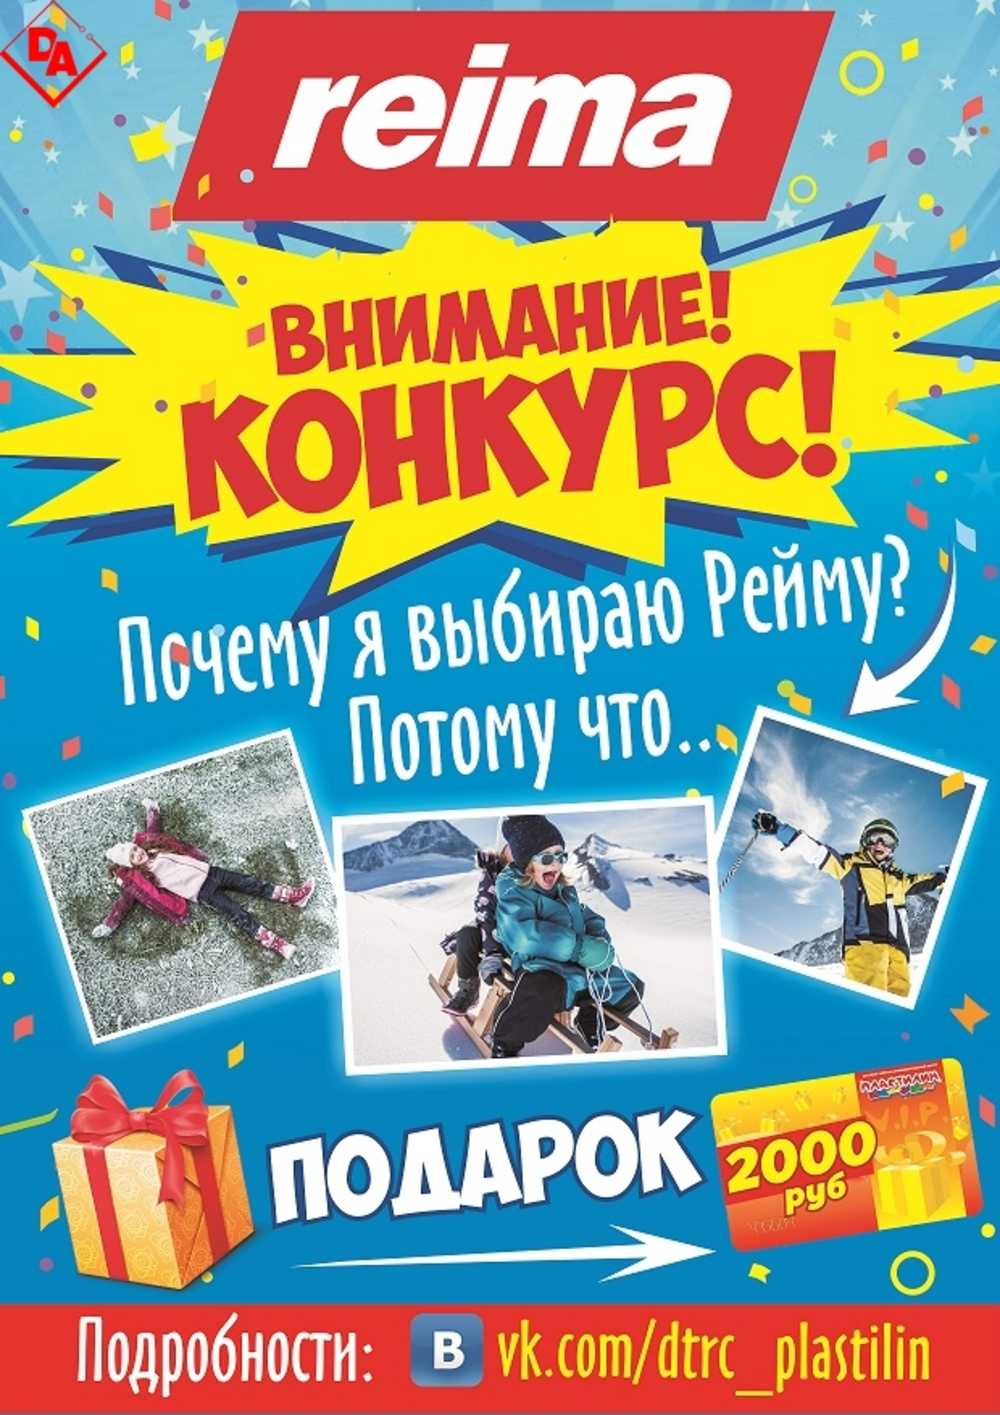 DA
reima
ВНИМАНИЕ!
КОНКУРС!
Почему я выбираю Рейму?
Потому что...
ПОДАРОК
ПЛАСТИЛИН
V.I.P
2000
руб
Подробности: В vk.com/dtrc_plastilin